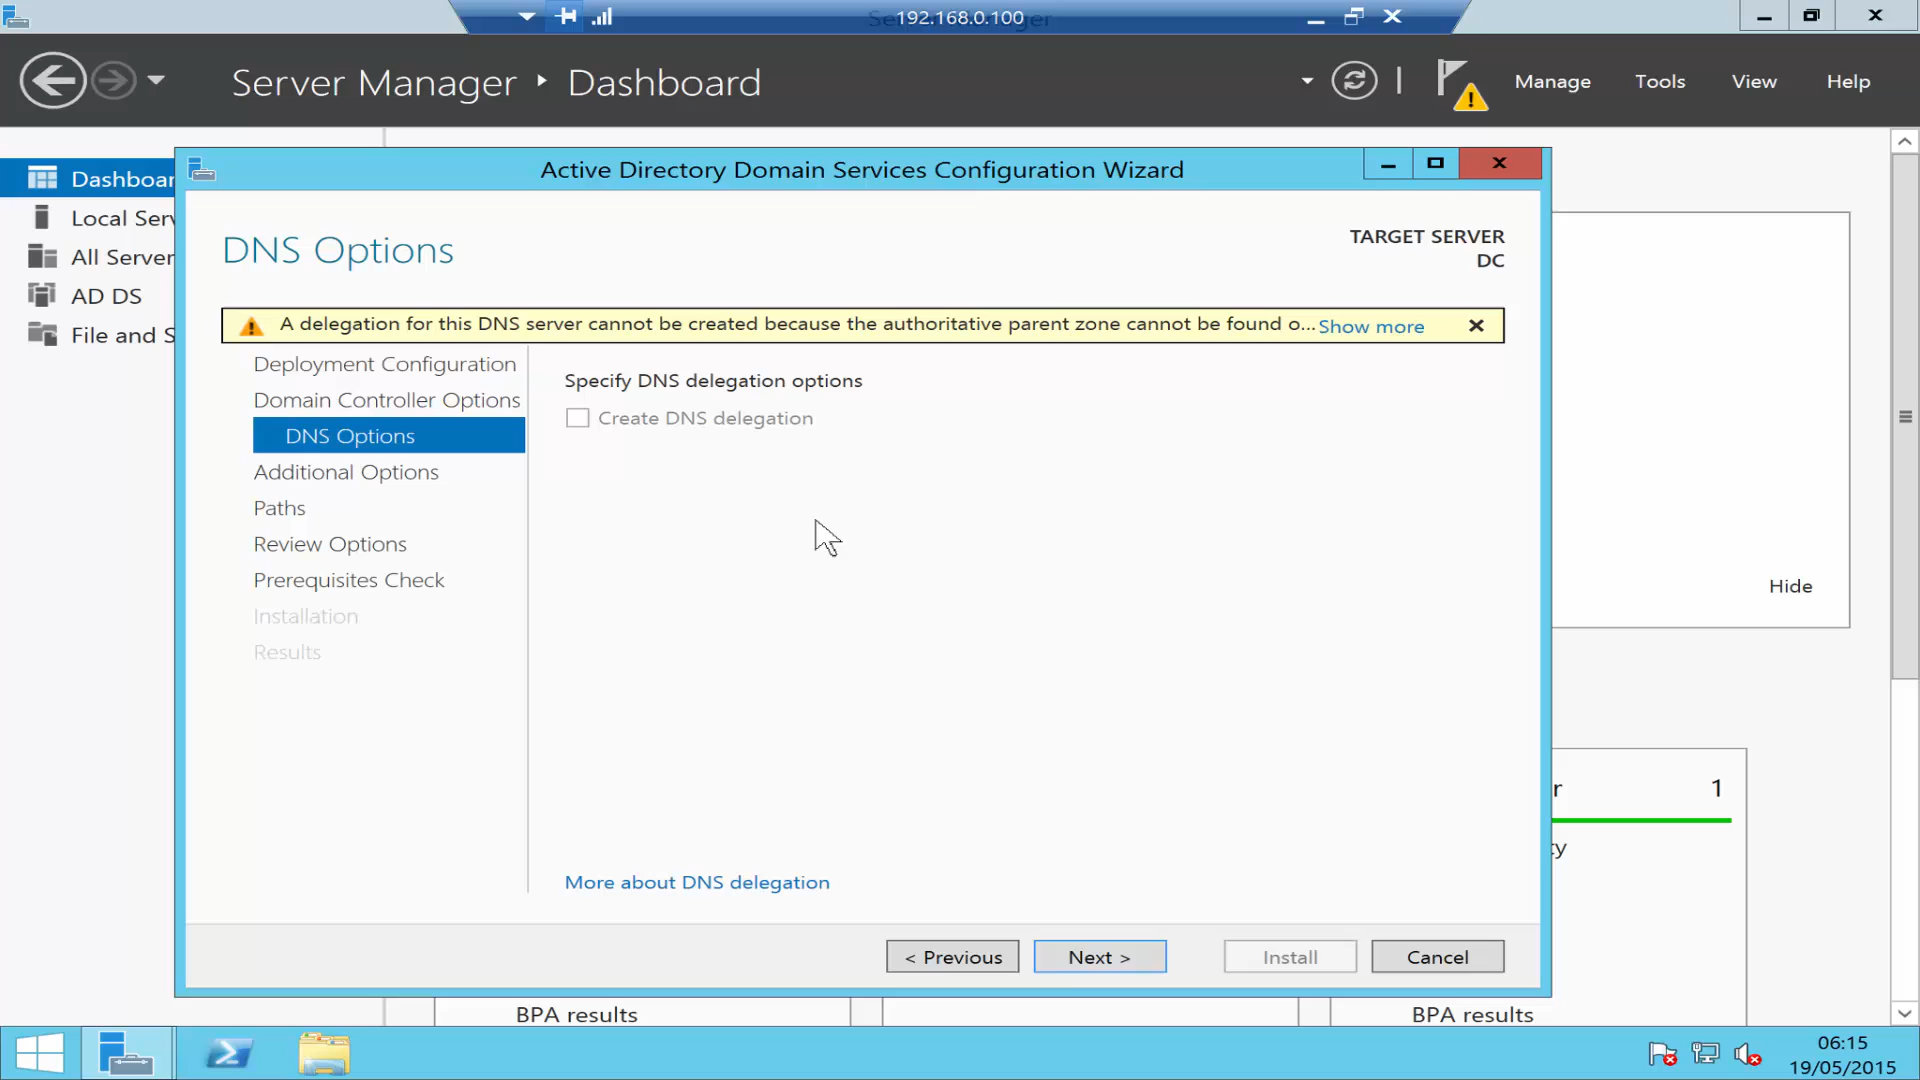 192.168.0.100
Server Manager
Dashboard
Manage
Tools
View
Help
Dashboar
Local Serv
All Server
AD DS
File and S
Active Directory Domain Services Configuration Wizard
DNS Options
TARGET SERVER
DC
A delegation for this DNS server cannot be created because the authoritative parent zone cannot be found o... Show more
Deployment Configuration
Domain Controller Options
DNS Options
Additional Options
Paths
Review Options
Prerequisites Check
Installation
Results
Specify DNS delegation options
Create DNS delegation
More about DNS delegation
< Previous
Next >
Install
Cancel
Hide
r 1
ty
BPA results
BPA results
06:15
19/05/2015